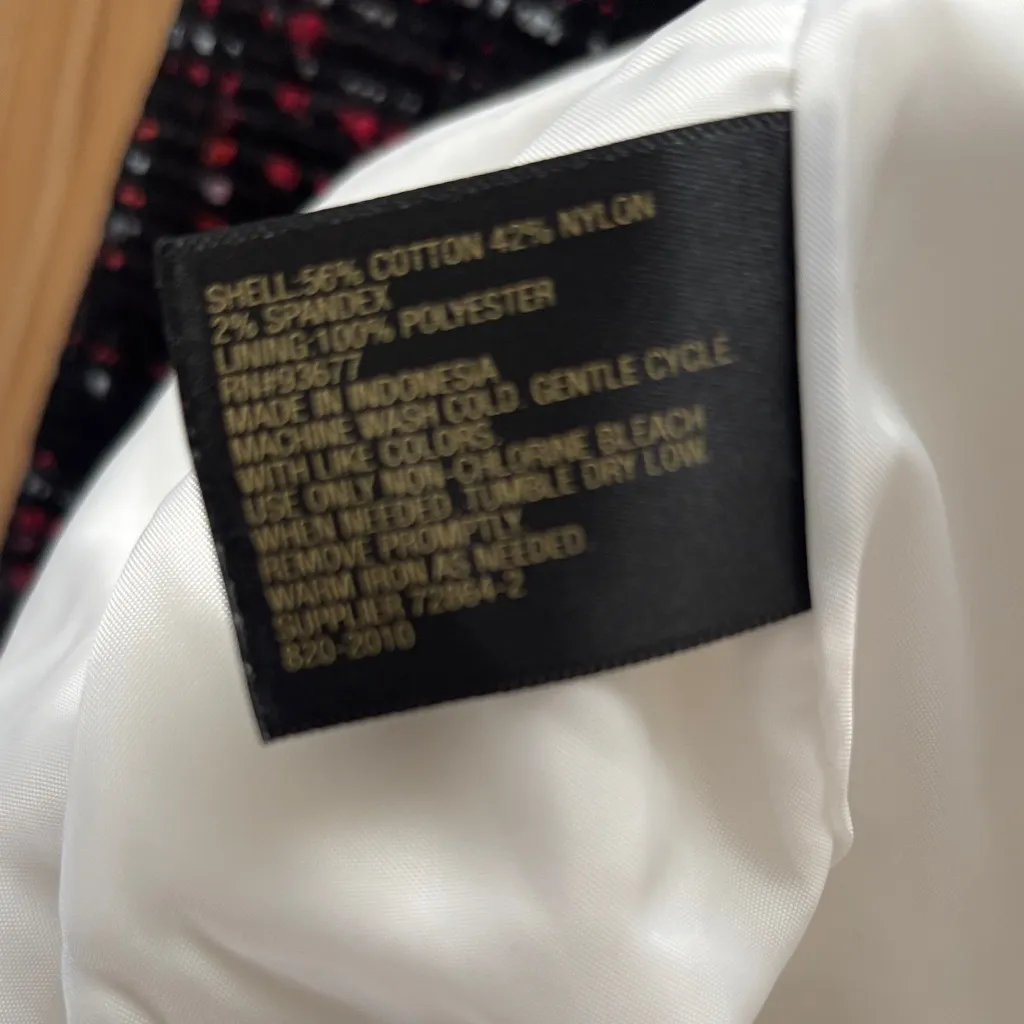 SHELL:56% COTTON 42% NYLON
2% SPANDEX
LINING:100% POLYESTER
RN#93677
MADE IN INDONESIA
MACHINE WASH COLD. GENTLE CYCLE
WITH LIKE COLORS.
USE ONLY NON-CHLORINE BLEACH
WHEN NEEDED. TUMBLE DRY LOW.
REMOVE PROMPTLY.
WARM IRON AS NEEDED
SUPPLIER 72864-2
820-2010